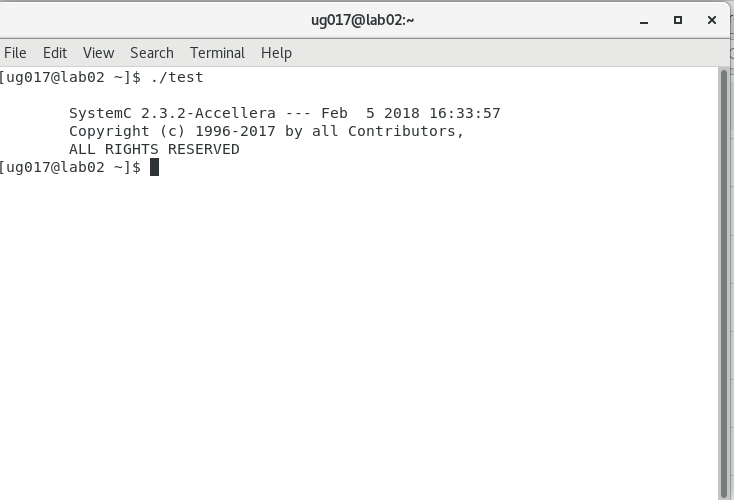 ug017@lab02:~
File Edit View Search Terminal Help
[ug017@lab02 ~]$ ./test
SystemC 2.3.2-Accellera --- Feb  5 2018 16:33:57
Copyright (c) 1996-2017 by all Contributors,
ALL RIGHTS RESERVED
[ug017@lab02 ~]$